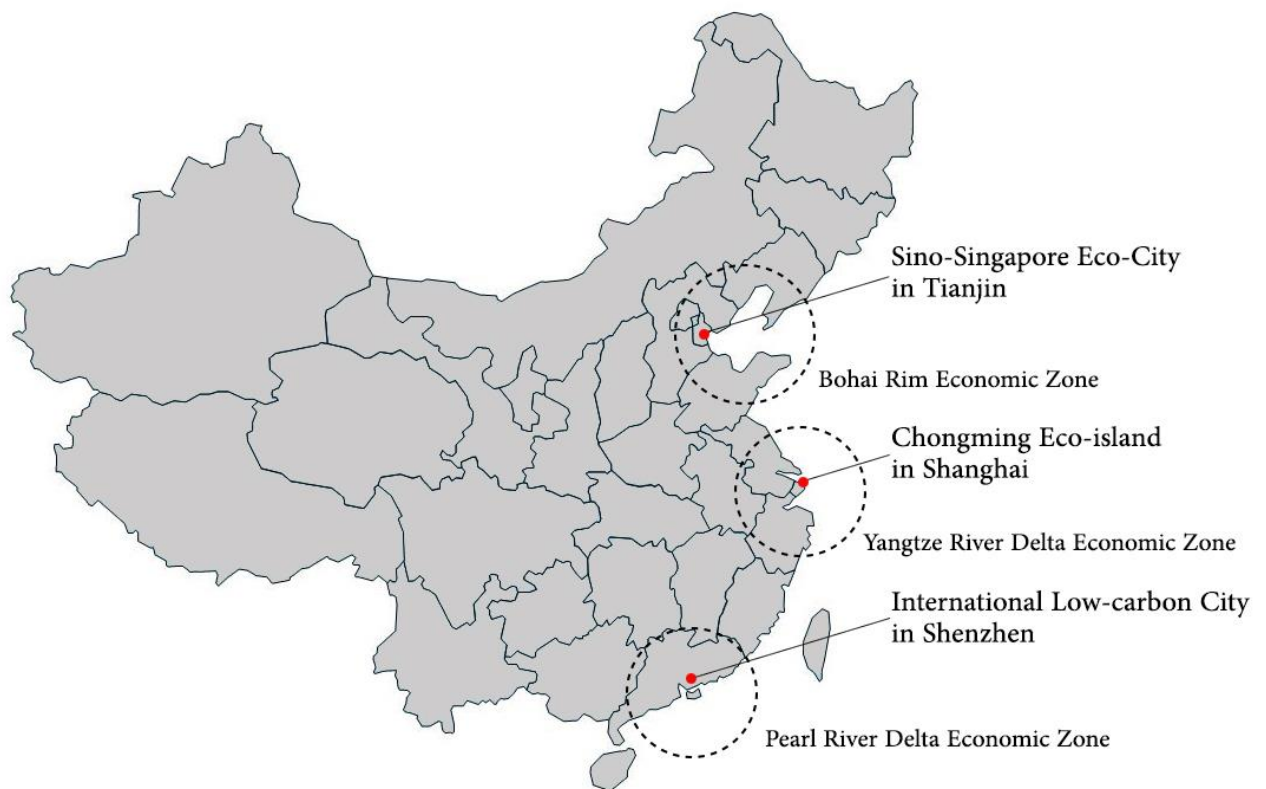 Sino-Singapore Eco-City
in Tianjin
Bohai Rim Economic Zone
Chongming Eco-island
in Shanghai
Yangtze River Delta Economic Zone
International Low-carbon City
in Shenzhen
Pearl River Delta Economic Zone